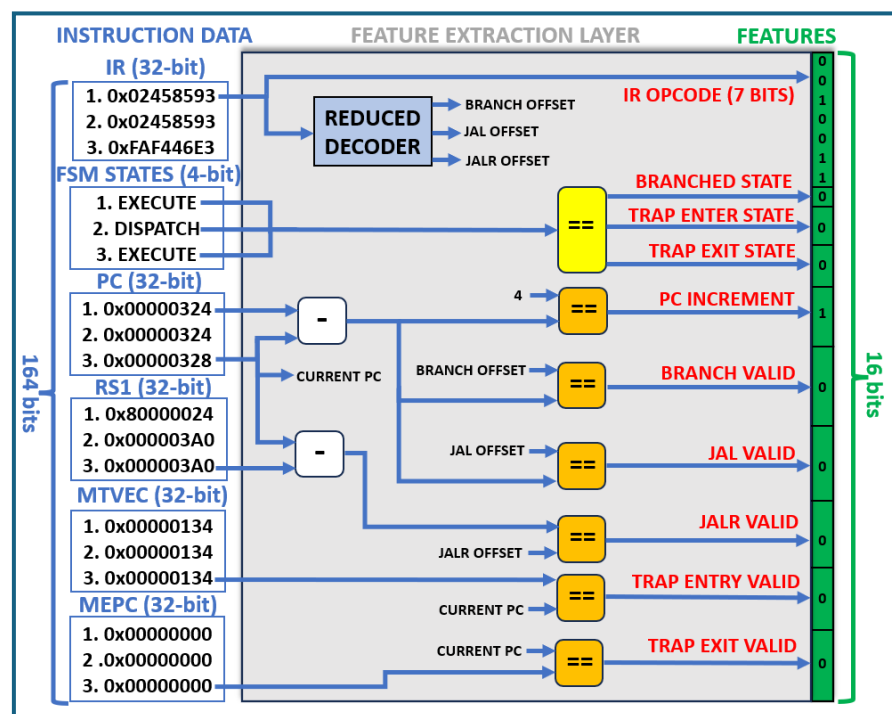 INSTRUCTION DATA
FEATURE EXTRACTION LAYER
FEATURES
IR (32-bit)
1. 0x02458593
2. 0x02458593
3. 0xFAF446E3
FSM STATES (4-bit)
1. EXECUTE
2. DISPATCH
3. EXECUTE
PC (32-bit)
1. 0x00000324
2. 0x00000324
3. 0x00000328
RS1 (32-bit)
1. 0x80000024
2. 0x000003A0
3. 0x000003A0
MTVEC (32-bit)
1. 0x00000134
2. 0x00000134
3. 0x00000134
MEPC (32-bit)
1. 0x00000000
2 .0x00000000
3. 0x00000000
164 bits
REDUCED
DECODER
BRANCH OFFSET
JAL OFFSET
JALR OFFSET
-
CURRENT PC
-
==
4
==
BRANCH OFFSET
==
JAL OFFSET
==
==
JALR OFFSET
==
CURRENT PC
CURRENT PC
==
IR OPCODE (7 BITS)
BRANCHED STATE
TRAP ENTER STATE
TRAP EXIT STATE
PC INCREMENT
BRANCH VALID
JAL VALID
JALR VALID
TRAP ENTRY VALID
TRAP EXIT VALID
0
0
1
0
0
1
1
0
0
0
1
0
0
0
0
0
16 bits